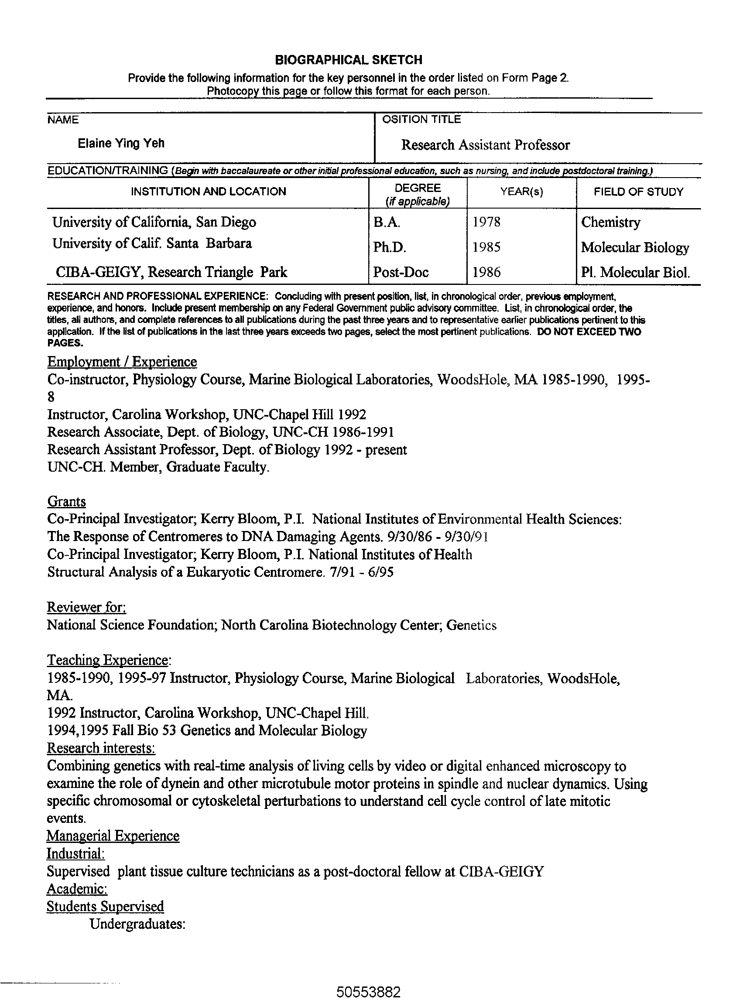 BIOGRAPHICAL SKETCH
Provide the following information for the key personnel in the order listed on Form Page 2.
Photocopy this page or follow this format for each person.
NAME
OSITION TITLE
Elaine Ying Yeh
Research Assistant Professor
EDUCATION/TRAINING (Begin with baccalaureate or other initial professional education, such as nursing, and include postdoctoral training.)
INSTITUTION AND LOCATION
DEGREE
(if applicable)
YEAR(s)
FIELD OF STUDY
University of California, San Diego B.A. 1978 Chemistry
University of Calif. Santa Barbara Ph.D. 1985 Molecular Biology
CIBA-GEIGY, Research Triangle Park Post-Doc 1986 Pl. Molecular Biol.
RESEARCH AND PROFESSIONAL EXPERIENCE: Concluding with present position, list, in chronological order, previous employment,
experience, and honors. Include present membership on any Federal Government public advisory committee. List, in chronological order, the
titles, all authors, and complete references to all publications during the past three years and to representative earlier publications pertinent to this
application. If the list of publications in the last three years exceeds two pages, select the most pertinent publications. DO NOT EXCEED TWO
PAGES.
Employment / Experience
Co-instructor, Physiology Course, Marine Biological Laboratories, WoodsHole, MA 1985-1990, 1995-
8
Instructor, Carolina Workshop, UNC-Chapel Hill 1992
Research Associate, Dept. of Biology, UNC-CH 1986-1991
Research Assistant Professor, Dept. of Biology 1992 - present
UNC-CH. Member, Graduate Faculty.
Grants
Co-Principal Investigator; Kerry Bloom, P.I. National Institutes of Environmental Health Sciences:
The Response of Centromeres to DNA Damaging Agents. 9/30/86 - 9/30/91
Co-Principal Investigator; Kerry Bloom, P.I. National Institutes of Health
Structural Analysis of a Eukaryotic Centromere. 7/91 - 6/95
Reviewer for:
National Science Foundation; North Carolina Biotechnology Center; Genetics
Teaching Experience:
1985-1990, 1995-97 Instructor, Physiology Course, Marine Biological Laboratories, WoodsHole,
MA.
1992 Instructor, Carolina Workshop, UNC-Chapel Hill.
1994,1995 Fall Bio 53 Genetics and Molecular Biology
Research interests:
Combining genetics with real-time analysis of living cells by video or digital enhanced microscopy to
examine the role of dynein and other microtubule motor proteins in spindle and nuclear dynamics. Using
specific chromosomal or cytoskeletal perturbations to understand cell cycle control of late mitotic
events.
Managerial Experience
Industrial:
Supervised plant tissue culture technicians as a post-doctoral fellow at CIBA-GEIGY
Academic:
Students Supervised
Undergraduates:
50553882